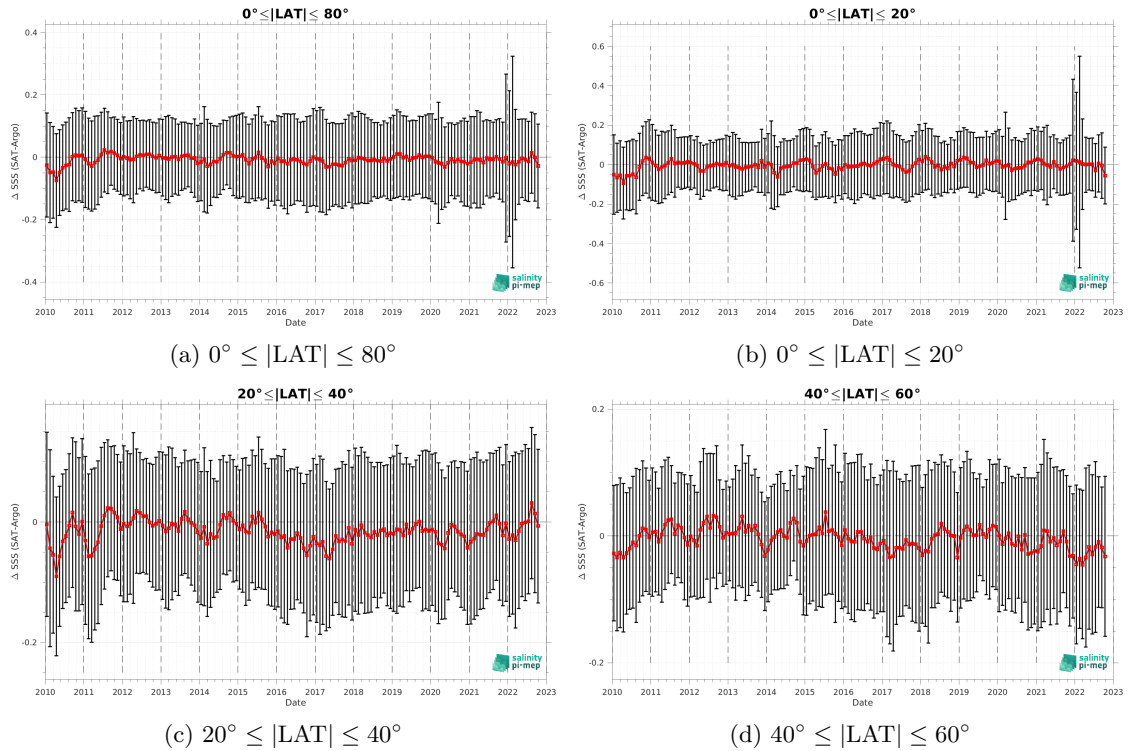 0°≤|LAT|≤ 80°
Δ SSS (SAT-Argo)
0.4
0.2
0
-0.2
-0.4
2010 2011 2012 2013 2014 2015 2016 2017 2018 2019 2020 2021 2022 2023
Date
salinity
pi-mep
(a) 0° ≤ |LAT| ≤ 80°
0°≤|LAT|≤ 20°
Δ SSS (SAT-Argo)
0.6
0.4
0.2
0
-0.2
-0.4
-0.6
2010 2011 2012 2013 2014 2015 2016 2017 2018 2019 2020 2021 2022 2023
Date
salinity
pi-mep
(b) 0° ≤ |LAT| ≤ 20°
20°≤|LAT|≤ 40°
Δ SSS (SAT-Argo)
0
-0.2
2010 2011 2012 2013 2014 2015 2016 2017 2018 2019 2020 2021 2022 2023
Date
salinity
pi-mep
(c) 20° ≤ |LAT| ≤ 40°
40°≤|LAT|≤ 60°
Δ SSS (SAT-Argo)
0.2
0
-0.2
2010 2011 2012 2013 2014 2015 2016 2017 2018 2019 2020 2021 2022 2023
Date
salinity
pi-mep
(d) 40° ≤ |LAT| ≤ 60°